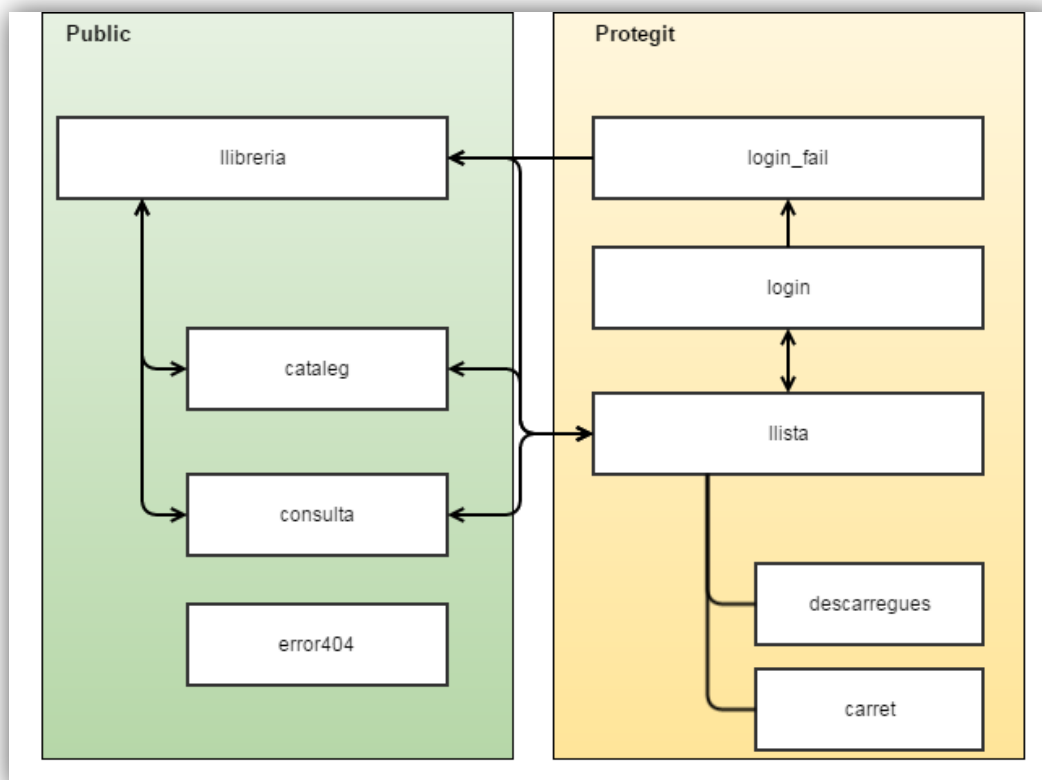 Public
llibreria
cataleg
consulta
error404
Protegit
login_fail
login
llista
descarregues
carret